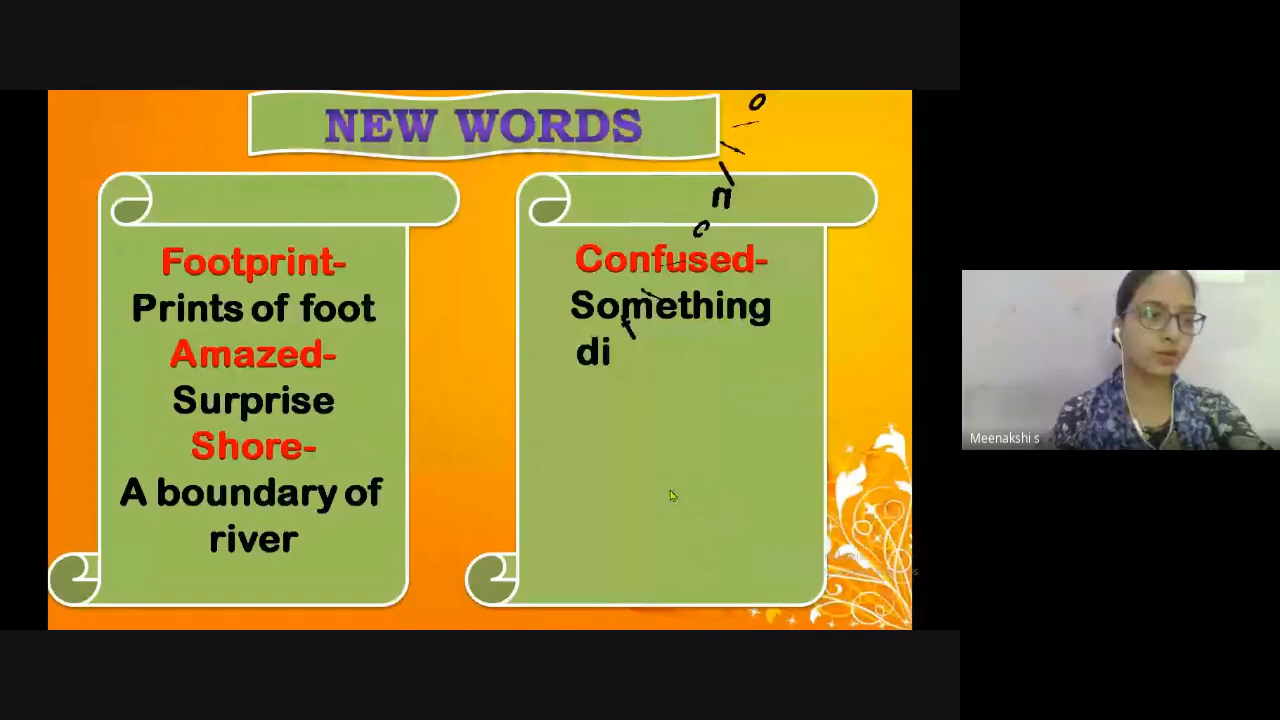 NEW WORDS
Footprint-
Prints of foot
Amazed-
Surprise
Shore-
A boundary of
river
Confused-
Something
di
Meenakshi s